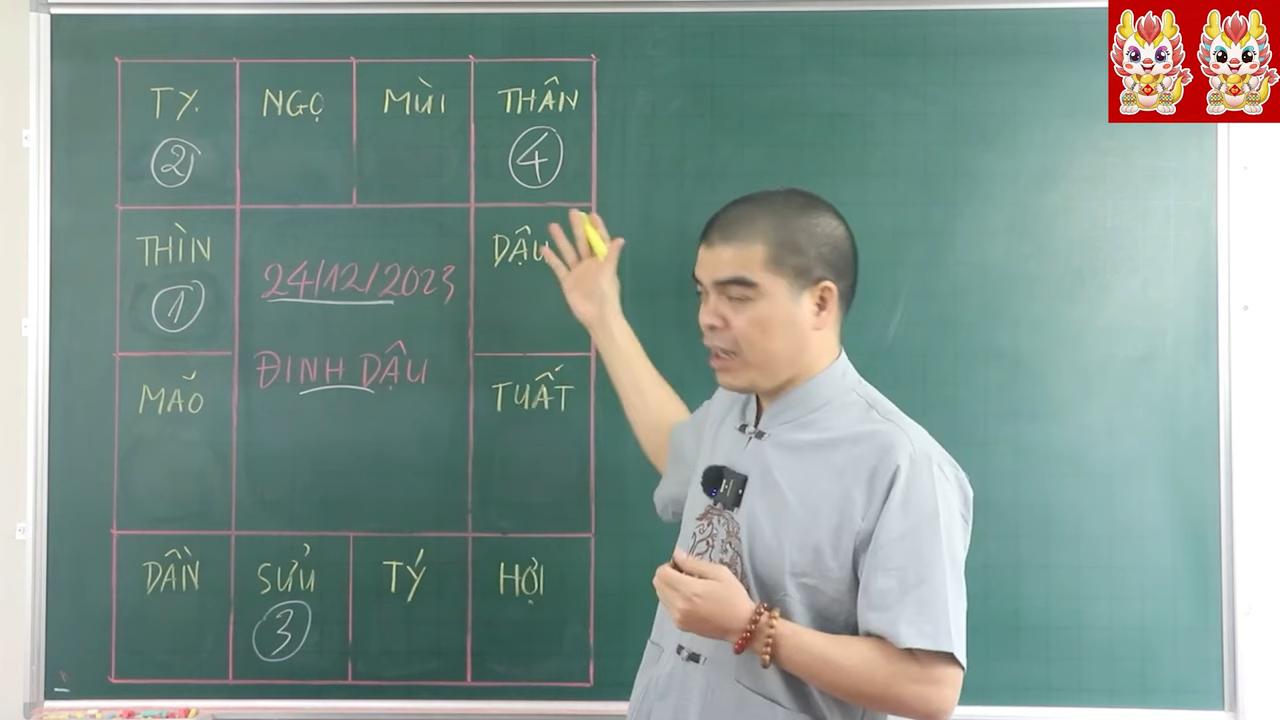 TỴ.
②
NGỌ
MÙI
THÂN
④
THÌN
①
24/12/2023
DẬU
ĐINH DẬU
MÃO
TUẤT
DẦN
SỬU
③
TÝ
HỢI